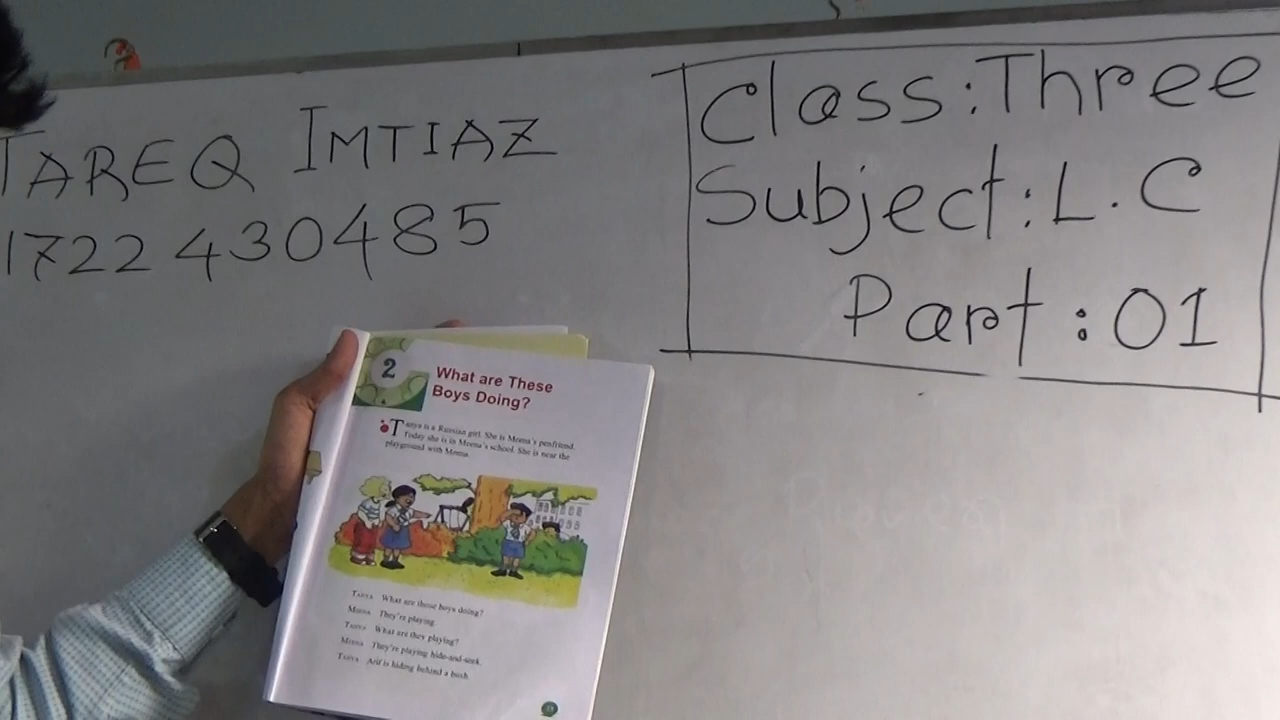 TAREQ IMTIAZ
1722 430485
Class: Three
Subject: L.C
Part: 01
2
What are These
Boys Doing?
Tanya is a Russian girl. She is Meena's penfriend.
Today she is in Meena's school. She is near the
playground with Meena.
TANYA What are those boys doing?
MEENA They're playing.
TANYA What are they playing?
MEENA They're playing hide-and-seek.
TANYA Arif is hiding behind a bush.